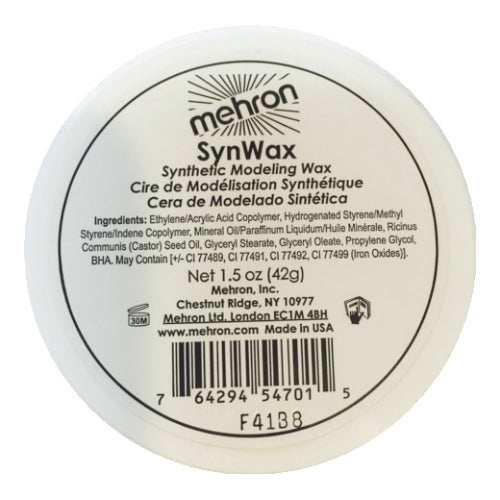 mehron
SynWax
Synthetic Modeling Wax
Cire de Modélisation Synthétique
Cera de Modelado Sintética
Ingredients: Ethylene/Acrylic Acid Copolymer, Hydrogenated Styrene/Methyl
Styrene/Indene Copolymer, Mineral Oil/Paraffinum Liquidum/Huile Minérale, Ricinus
Communis (Castor) Seed Oil, Glyceryl Stearate, Glyceryl Oleate, Propylene Glycol,
BHA. May Contain [+/- CI 77489, CI 77491, CI 77492, CI 77499 (Iron Oxides)].
Net 1.5 oz (42g)
Mehron, Inc.
Chestnut Ridge, NY 10977
30M Mehron Ltd, London EC1M 4BH
www.mehron.com Made in USA
7 64294 54701 5
F41B8